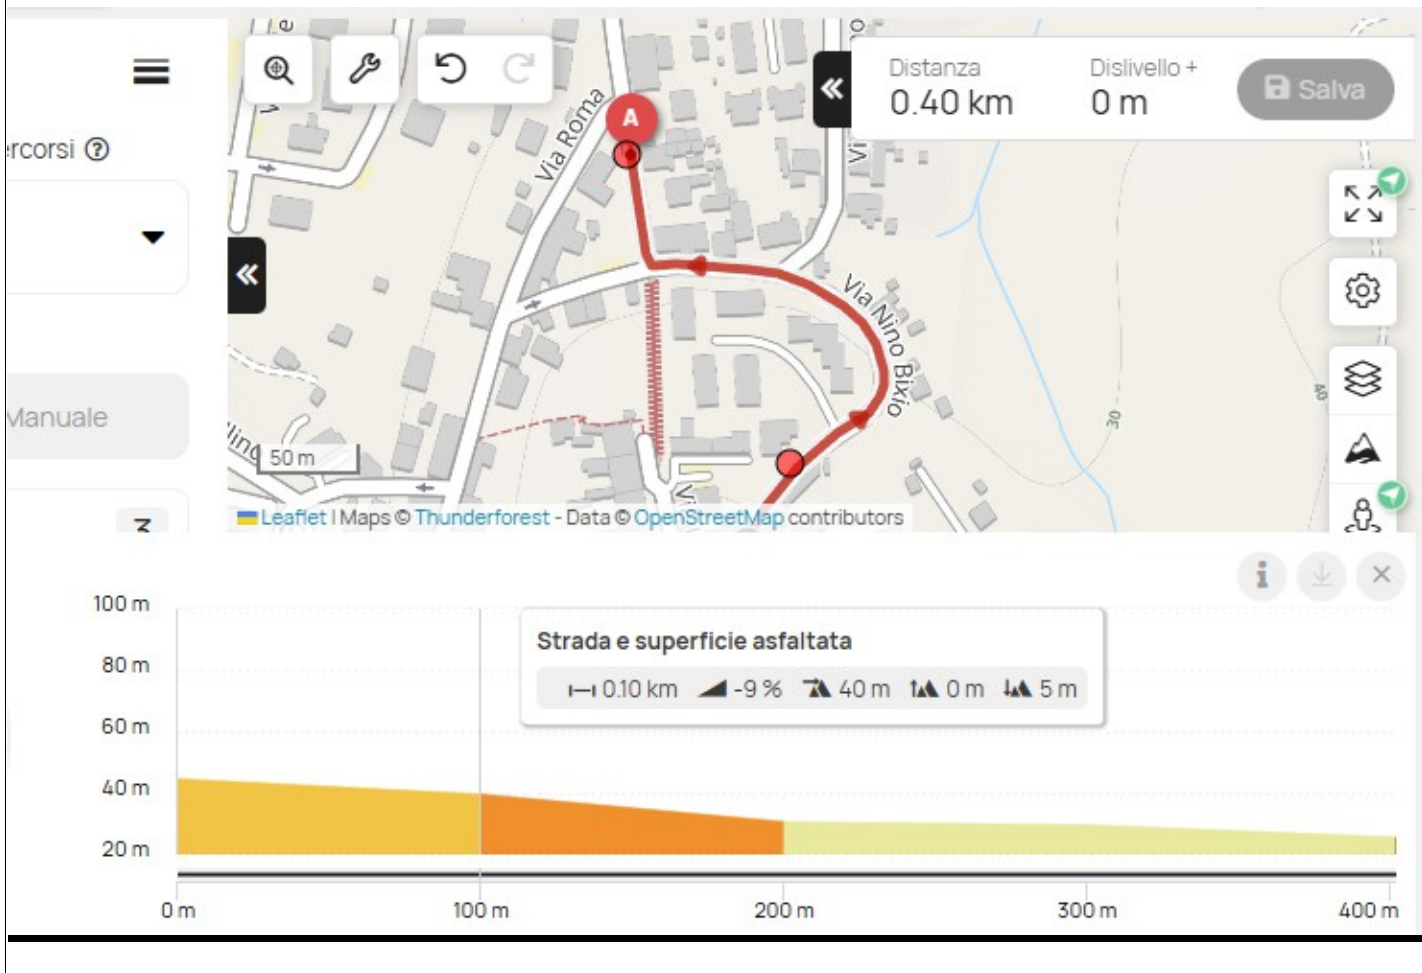 Distanza
0.40 km
Dislivello +
0 m
Salva
ercorsi
Manuale
A
Via Roma
Via Nino Bixio
30
40
50 m
Leaflet | Maps © Thunderforest - Data © OpenStreetMap contributors
100 m
80 m
60 m
40 m
20 m
Strada e superficie asfaltata
0.10 km -9 % 40 m 0 m 5 m
0 m 100 m 200 m 300 m 400 m